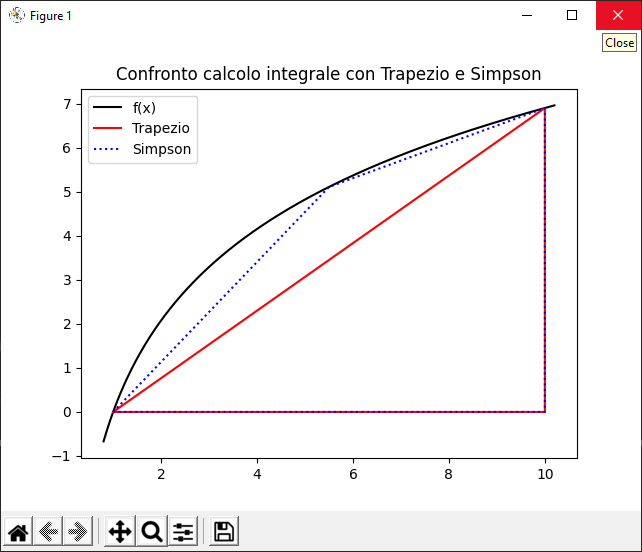 Figure 1
Close
Confronto calcolo integrale con Trapezio e Simpson
f(x)
Trapezio
Simpson
7
6
5
4
3
2
1
0
−1
2 4 6 8 10